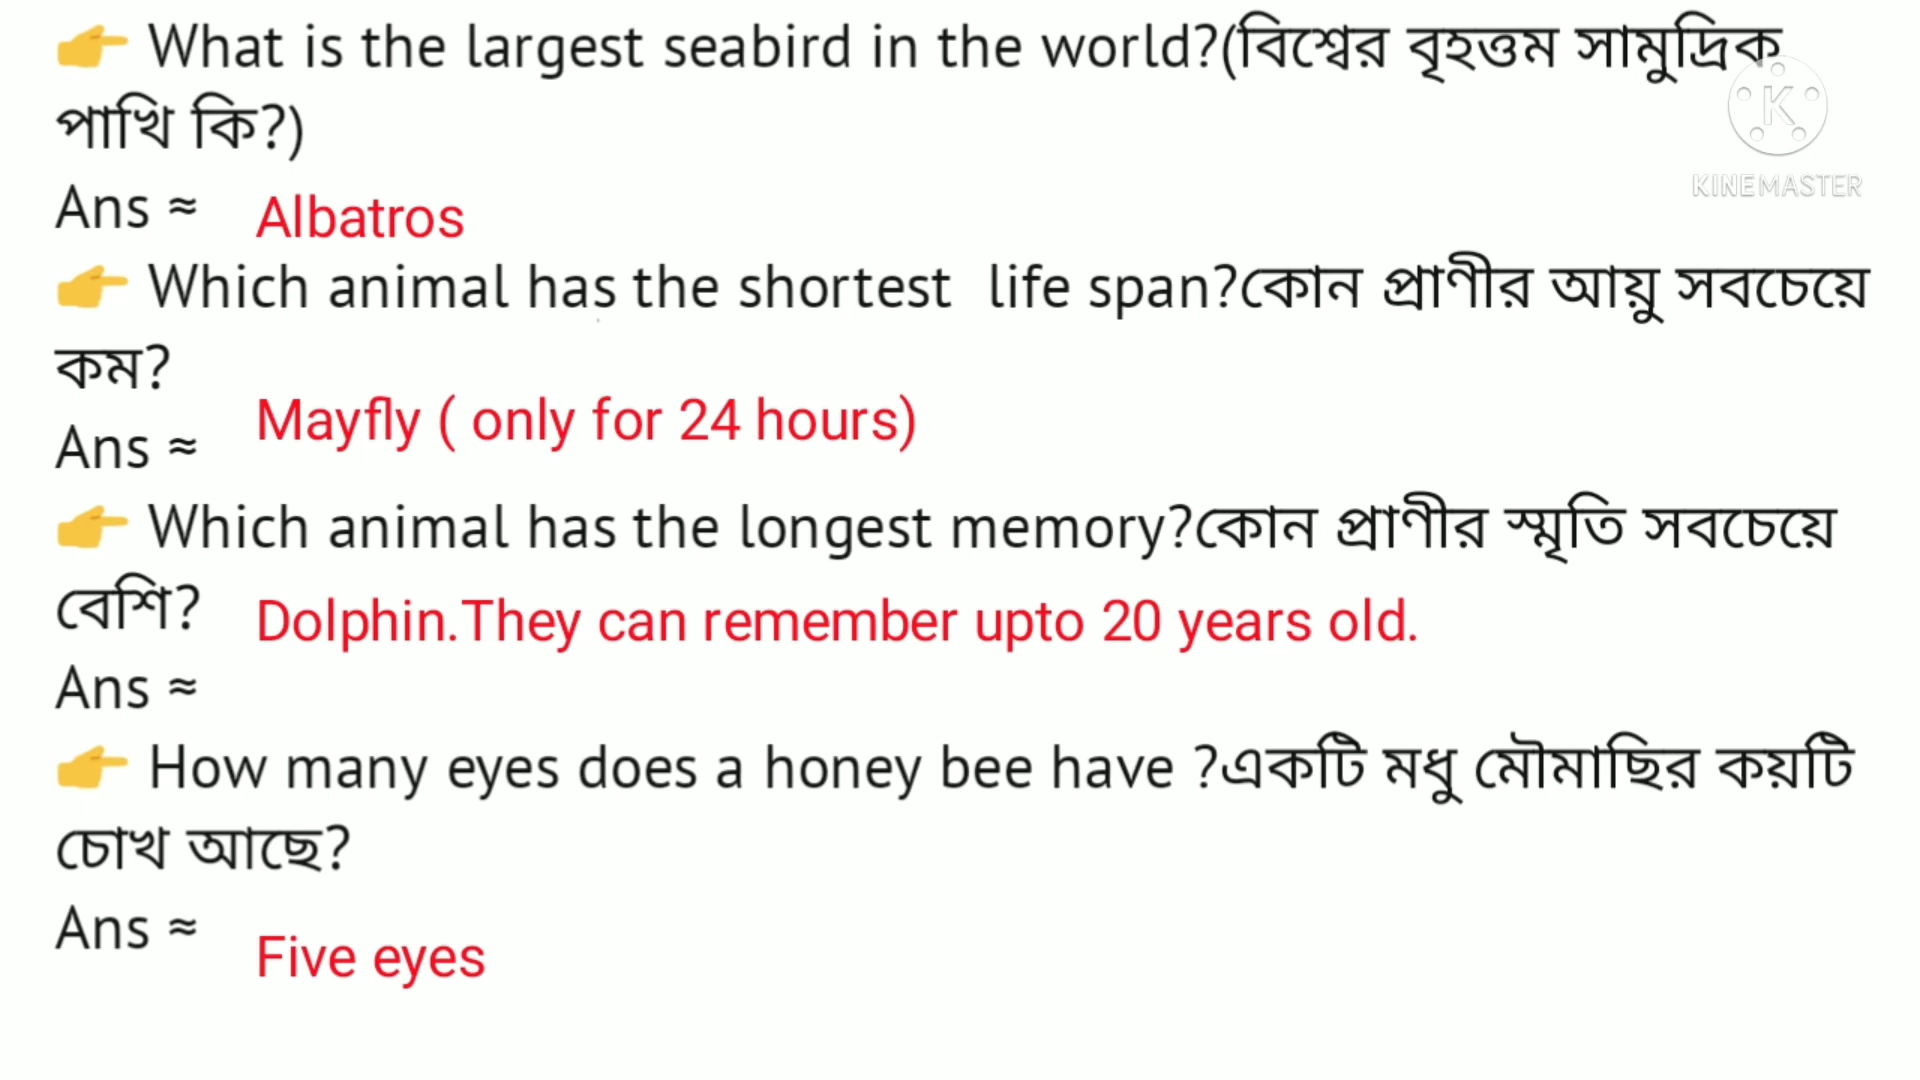 👉 What is the largest seabird in the world?(বিশ্বের বৃহত্তম সামুদ্রিক
পাখি কি?)
Ans ≈ Albatros
👉 Which animal has the shortest life span?কোন প্রাণীর আয়ু সবচেয়ে
কম?
Ans ≈ Mayfly ( only for 24 hours)
👉 Which animal has the longest memory?কোন প্রাণীর স্মৃতি সবচেয়ে
বেশি? Dolphin.They can remember upto 20 years old.
Ans ≈
👉 How many eyes does a honey bee have ?একটি মধু মৌমাছির কয়টি
চোখ আছে?
Ans ≈ Five eyes
K
KINEMASTER